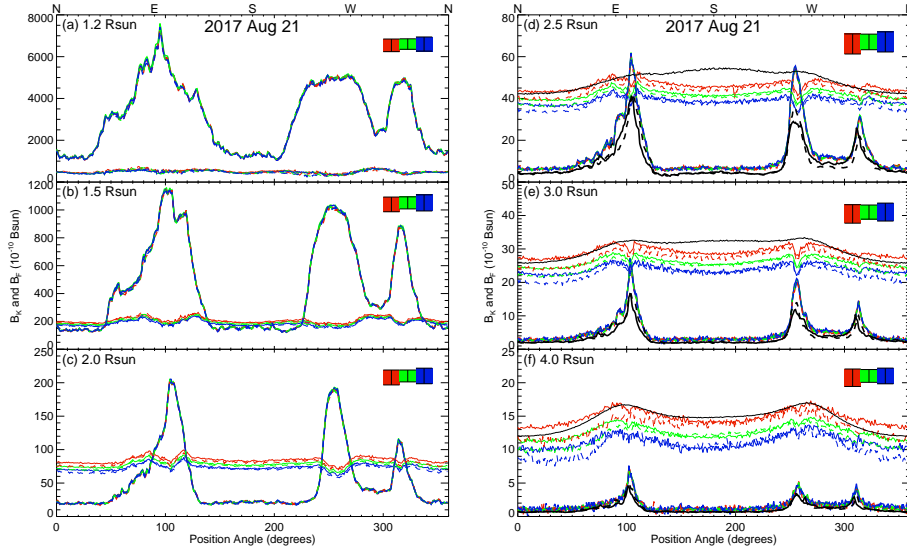 N E S W N E S W
2017 Aug 21 2017 Aug 21
(a) 1.2 Rsun
8000
6000
4000
2000
0
(b) 1.5 Rsun
1200
1000
800
600
400
200
0
B_K and B_F (10^-10 Bsun)
(c) 2.0 Rsun
250
200
150
100
50
0
0 100 200 300
Position Angle (degrees)
(d) 2.5 Rsun
80
60
40
20
0
(e) 3.0 Rsun
50
40
30
20
10
0
B_K and B_F (10^-10 Bsun)
(f) 4.0 Rsun
25
20
15
10
5
0
0 100 200 300
Position Angle (degrees)